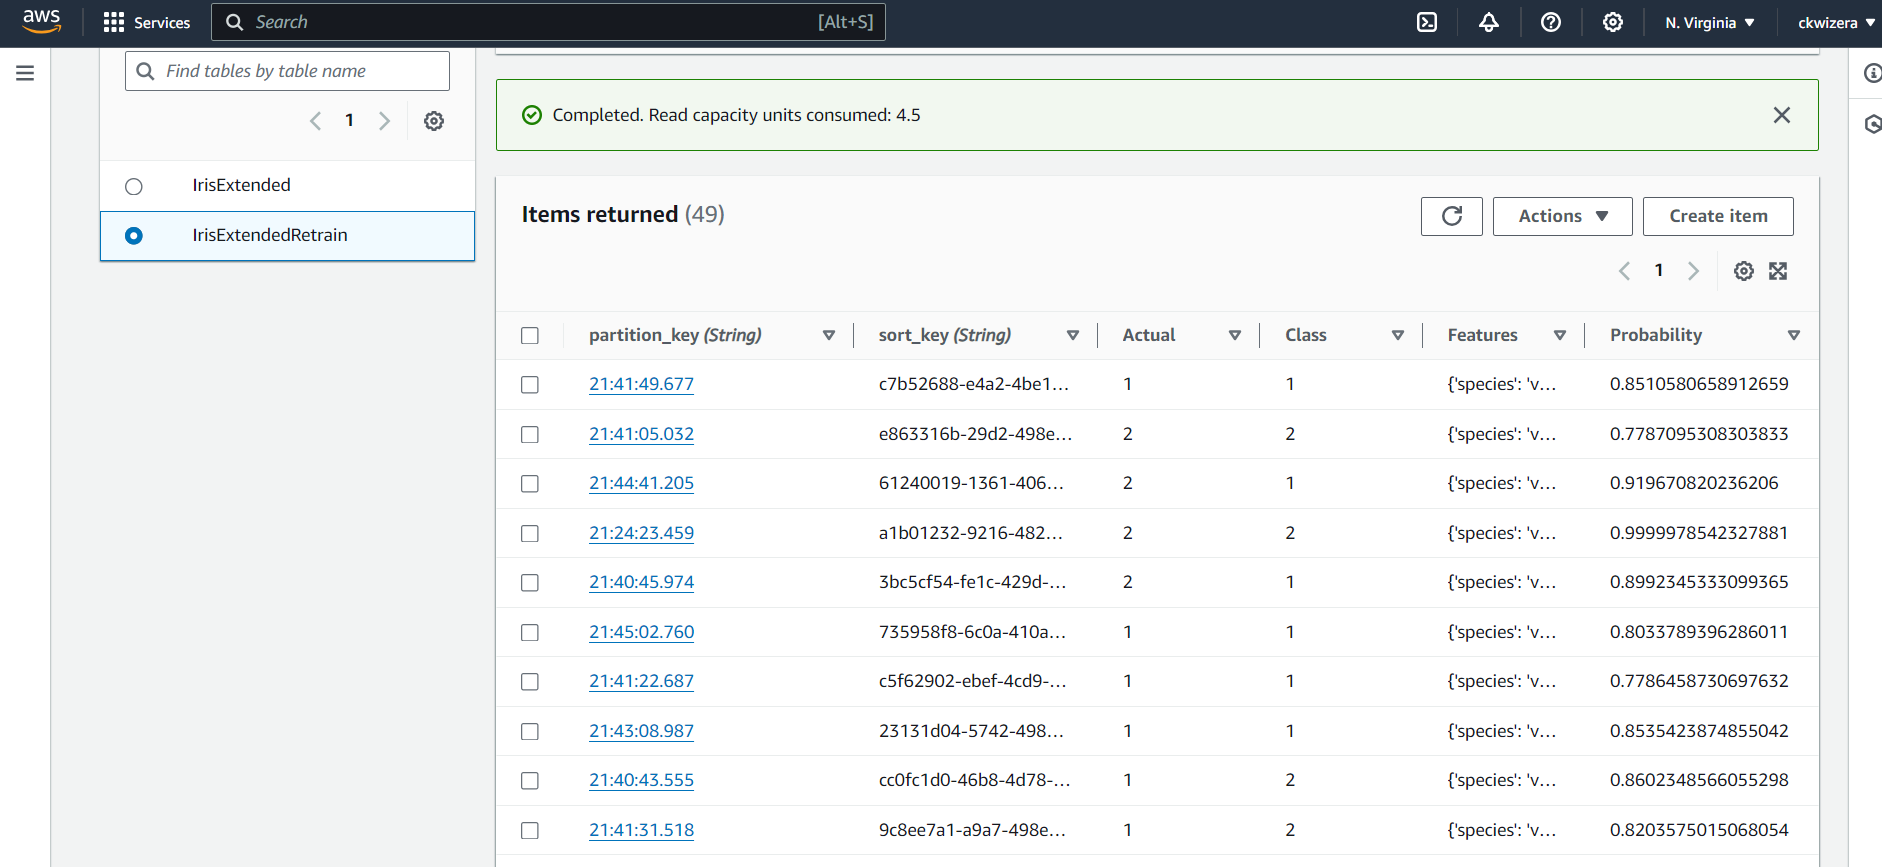 aws Services Search [Alt+S] N. Virginia ckwizera
Find tables by table name
1
IrisExtended
IrisExtendedRetrain
Completed. Read capacity units consumed: 4.5
Items returned (49)
Actions Create item
1
partition_key (String) sort_key (String) Actual Class Features Probability
21:41:49.677 c7b52688-e4a2-4be1... 1 1 {'species': 'v... 0.8510580658912659
21:41:05.032 e863316b-29d2-498e... 2 2 {'species': 'v... 0.7787095308303833
21:44:41.205 61240019-1361-406... 2 1 {'species': 'v... 0.919670820236206
21:24:23.459 a1b01232-9216-482... 2 2 {'species': 'v... 0.9999978542327881
21:40:45.974 3bc5cf54-fe1c-429d-... 2 1 {'species': 'v... 0.8992345333099365
21:45:02.760 735958f8-6c0a-410a... 1 1 {'species': 'v... 0.8033789396286011
21:41:22.687 c5f62902-ebef-4cd9-... 1 1 {'species': 'v... 0.7786458730697632
21:43:08.987 23131d04-5742-498... 1 1 {'species': 'v... 0.8535423874855042
21:40:43.555 cc0fc1d0-46b8-4d78-... 1 2 {'species': 'v... 0.8602348566055298
21:41:31.518 9c8ee7a1-a9a7-498e... 1 2 {'species': 'v... 0.8203575015068054